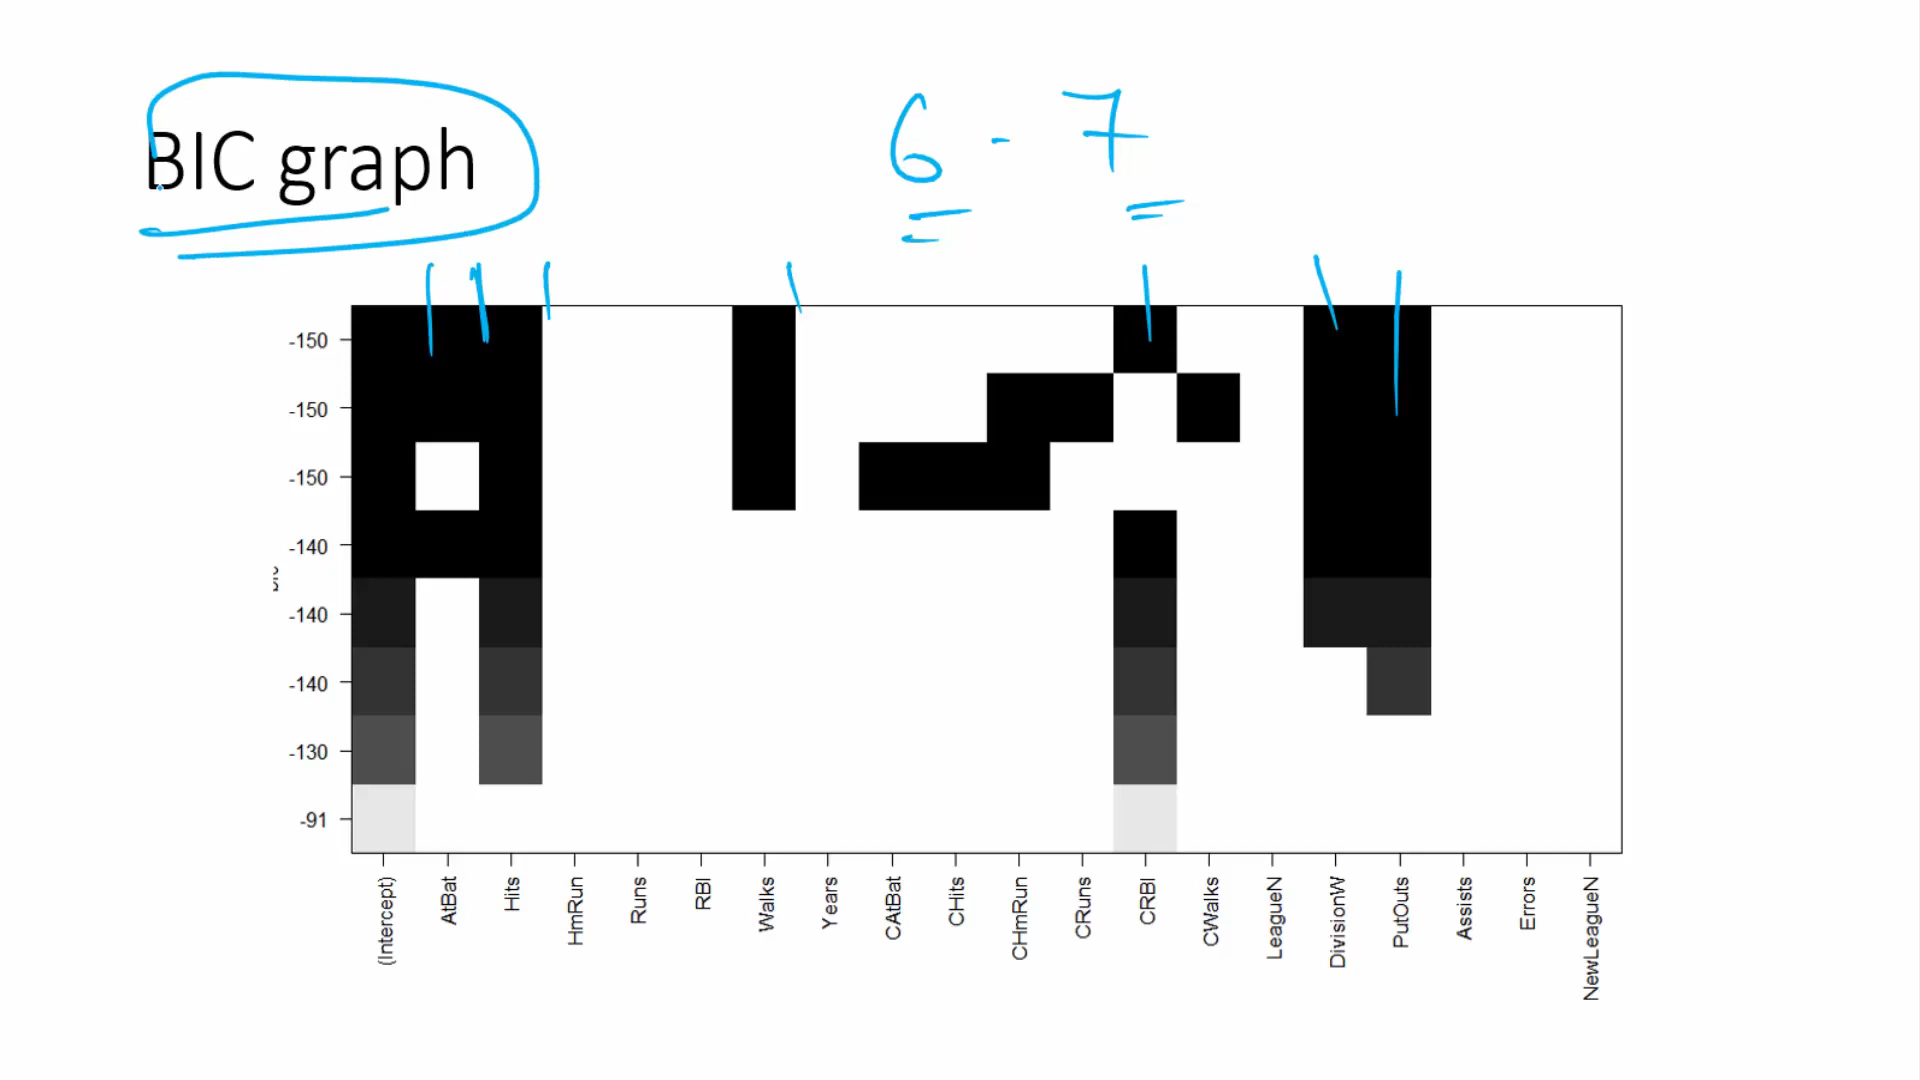 BIC graph
6 - 7
-150
-150
-150
-140
-140
-140
-130
-91
bic
(Intercept)
AtBat
Hits
HmRun
Runs
RBI
Walks
Years
CAtBat
CHits
CHmRun
CRuns
CRBI
CWalks
LeagueN
DivisionW
PutOuts
Assists
Errors
NewLeagueN